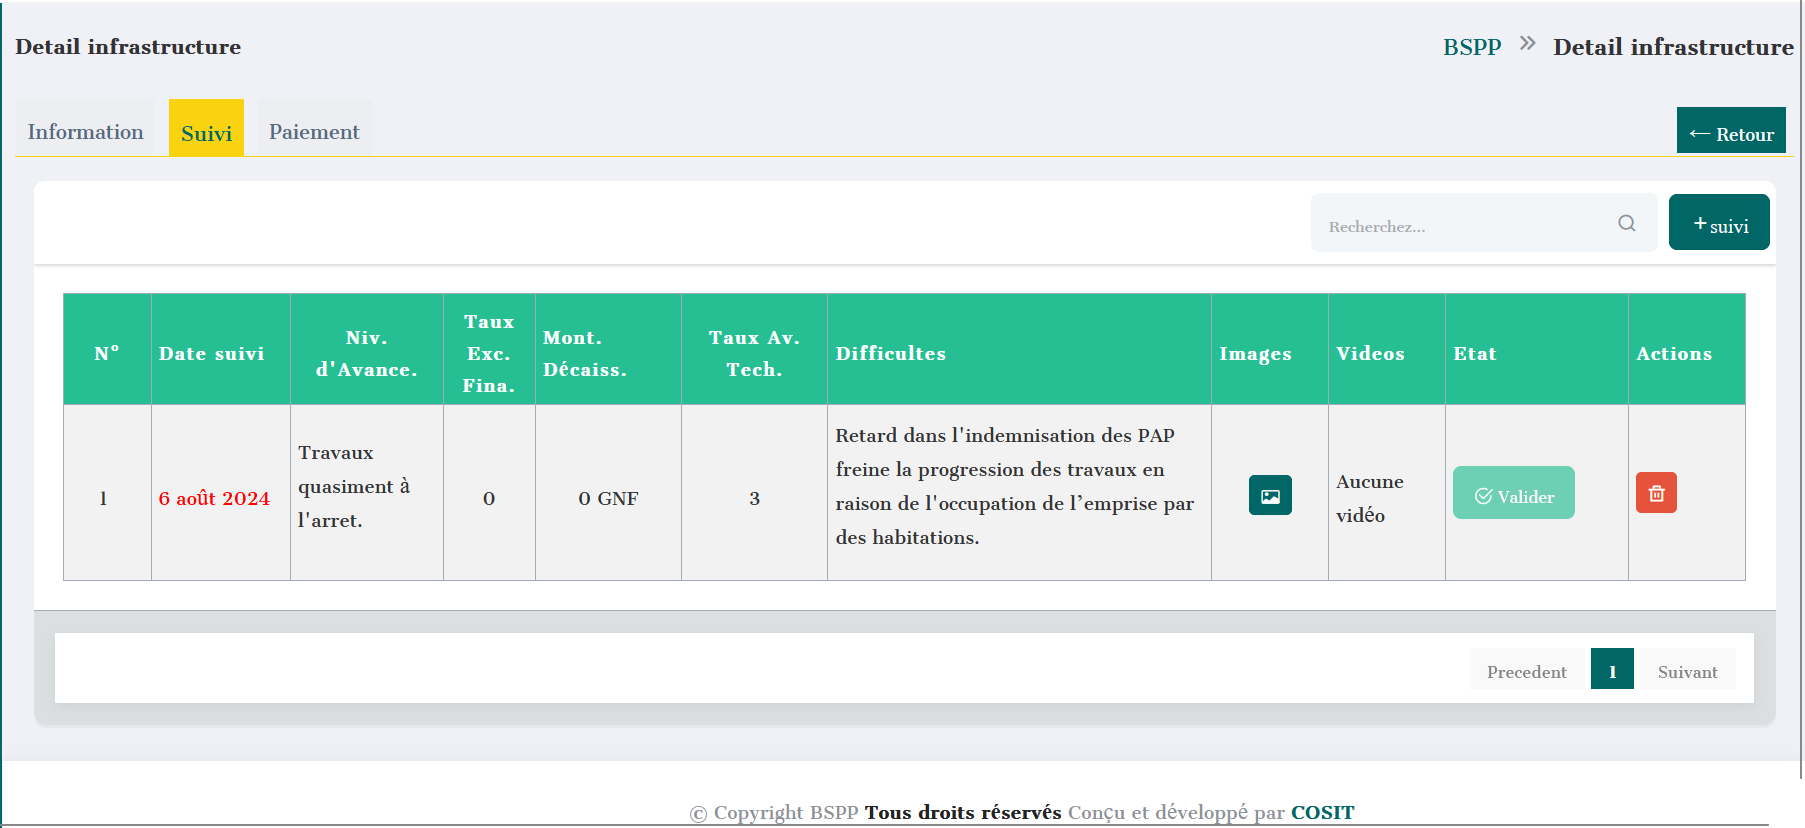 Detail infrastructure
BSPP » Detail infrastructure
Information Suivi Paiement
← Retour
Recherchez...
+ suivi
N° Date suivi Niv. d'Avance. Taux Exc. Fina. Mont. Décaiss. Taux Av. Tech. Difficultes Images Videos Etat Actions
1
6 août 2024
Travaux
quasiment à
l'arret.
0
0 GNF
3
Retard dans l'indemnisation des PAP
freine la progression des travaux en
raison de l'occupation de l’emprise par
des habitations.
Aucune
vidéo
Valider
Precedent 1 Suivant
© Copyright BSPP Tous droits réservés Conçu et développé par COSIT